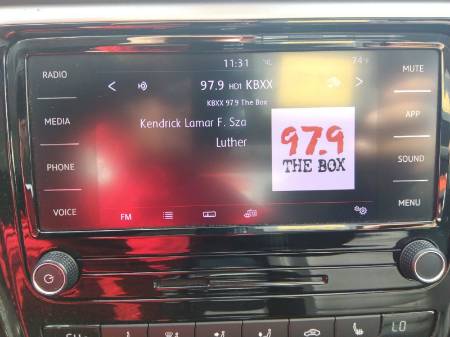 11:31
74°F
RADIO
MEDIA
PHONE
VOICE
97.9 HD1 KBXX
KBXX 97.9 The Box
Kendrick Lamar F. Sza
Luther
97.9
THE BOX
FM
MUTE
APP
SOUND
MENU
LO